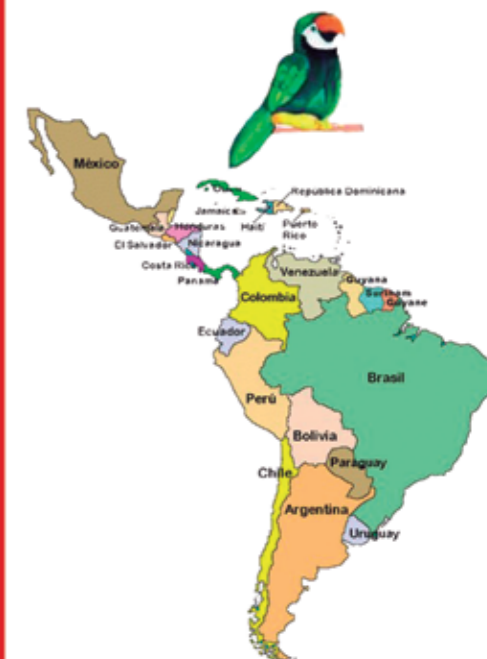 México
Cuba
República Dominicana
Jamaica
Haití
Puerto
Rico
Guatemala
Honduras
El Salvador
Nicaragua
Costa Rica
Panamá
Venezuela
Guyana
Surinam
Guyane
Colombia
Ecuador
Brasil
Perú
Bolivia
Paraguay
Chile
Argentina
Uruguay